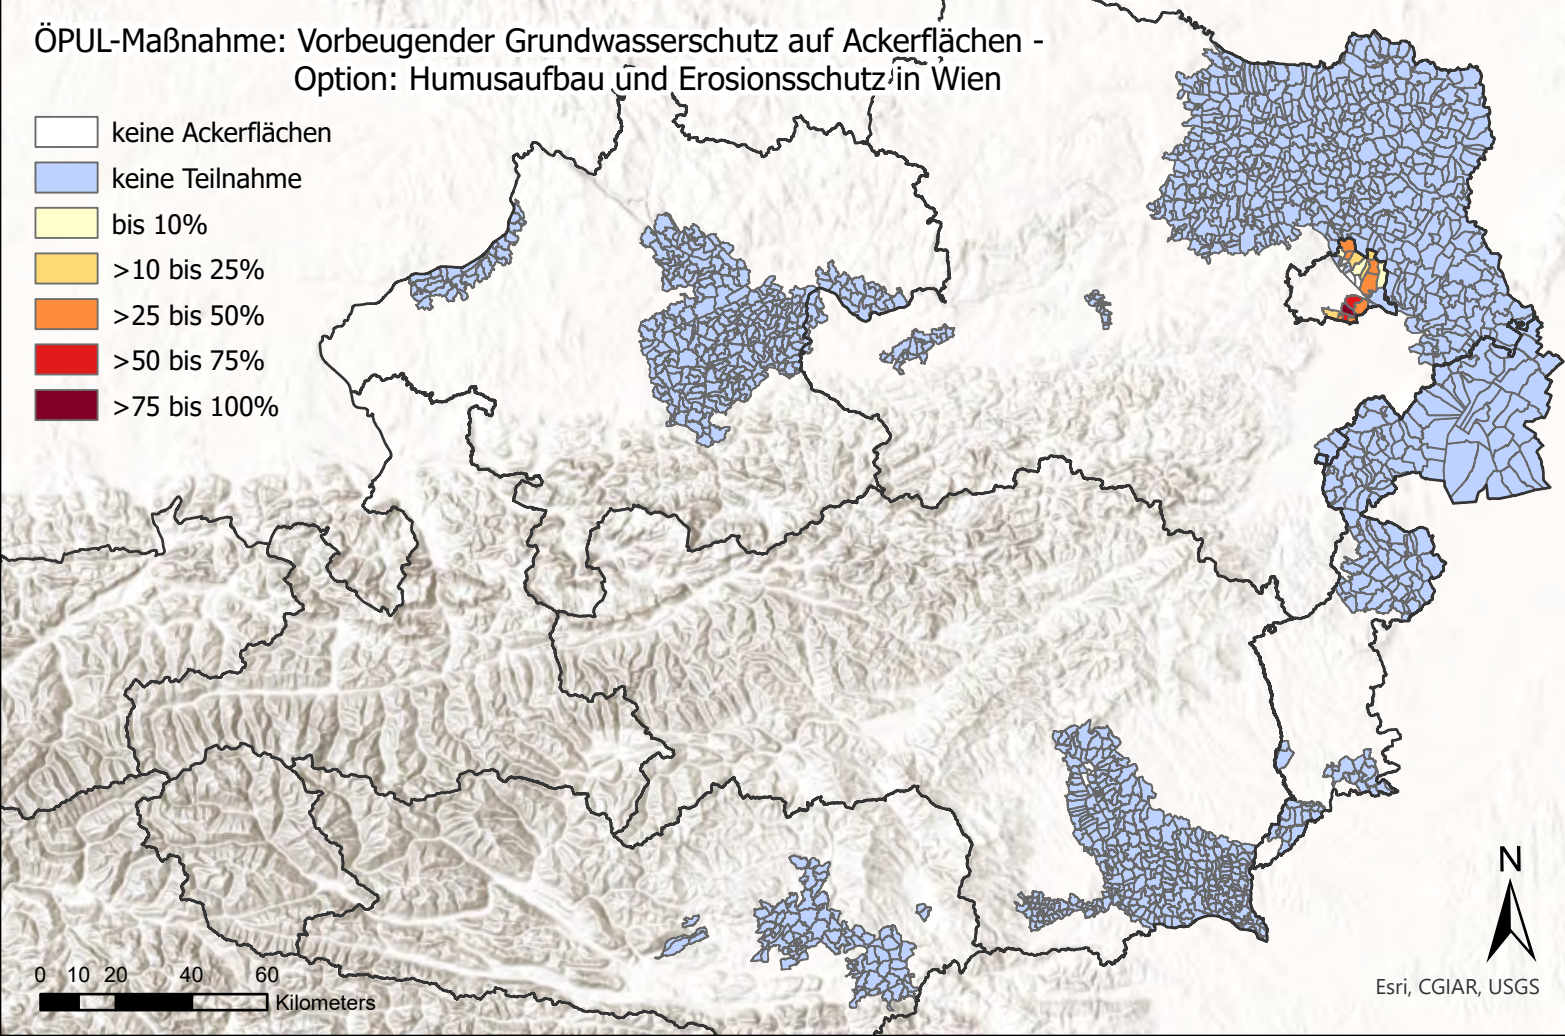 ÖPUL-Maßnahme: Vorbeugender Grundwasserschutz auf Ackerflächen -
Option: Humusaufbau und Erosionsschutz in Wien
keine Ackerflächen
keine Teilnahme
bis 10%
>10 bis 25%
>25 bis 50%
>50 bis 75%
>75 bis 100%
N
0 10 20 40 60
Kilometers
Esri, CGIAR, USGS